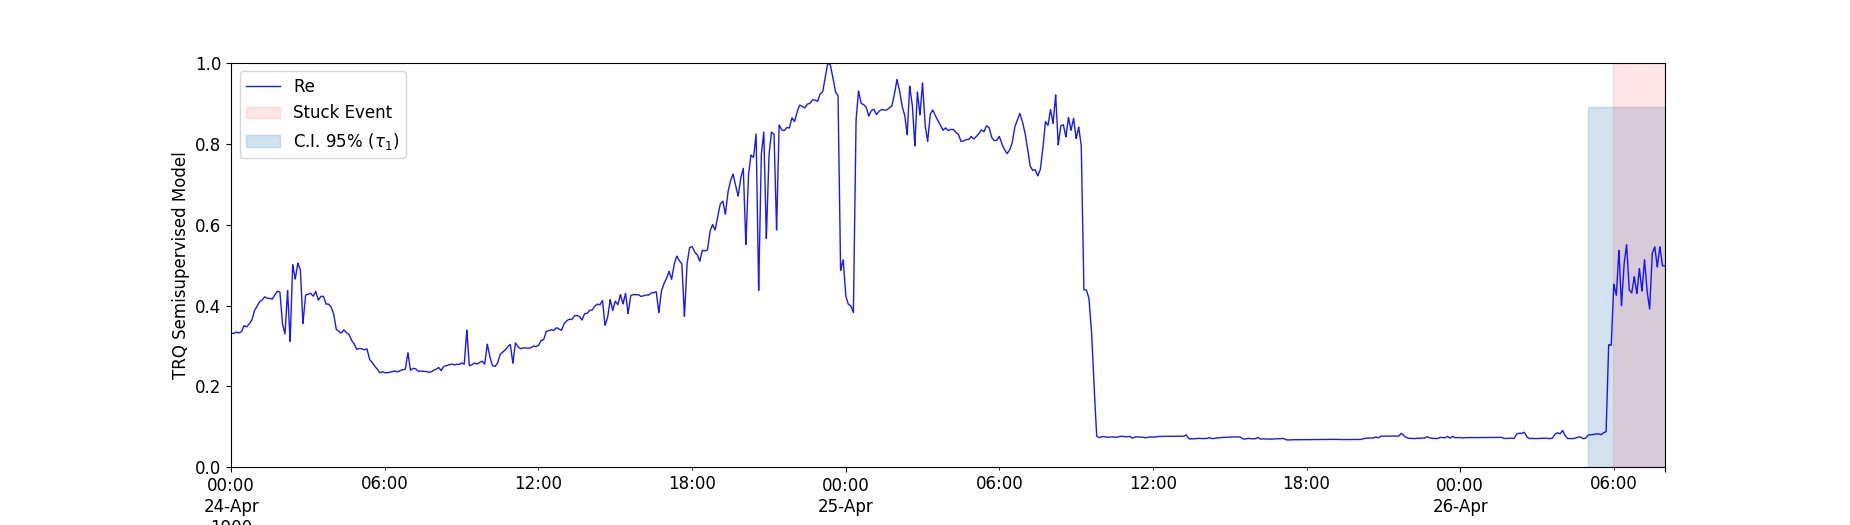 1.0
0.8
0.6
0.4
0.2
0.0
TRQ Semisupervised Model
Re
Stuck Event
C.I. 95% (τ₁)
00:00 06:00 12:00 18:00 00:00 06:00 12:00 18:00 00:00 06:00
24-Apr 25-Apr 26-Apr
1900